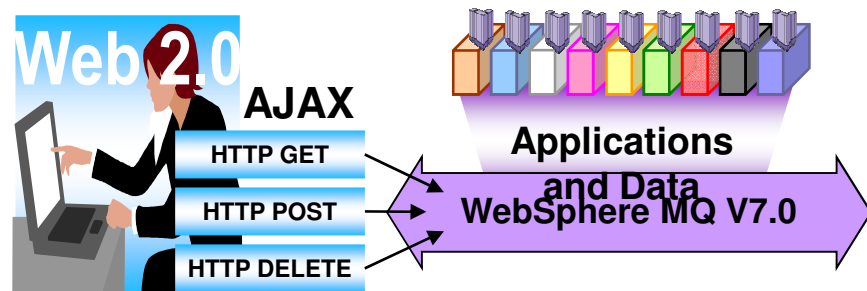 Web 2.0
AJAX
HTTP GET
HTTP POST
HTTP DELETE
Applications
and Data
WebSphere MQ V7.0